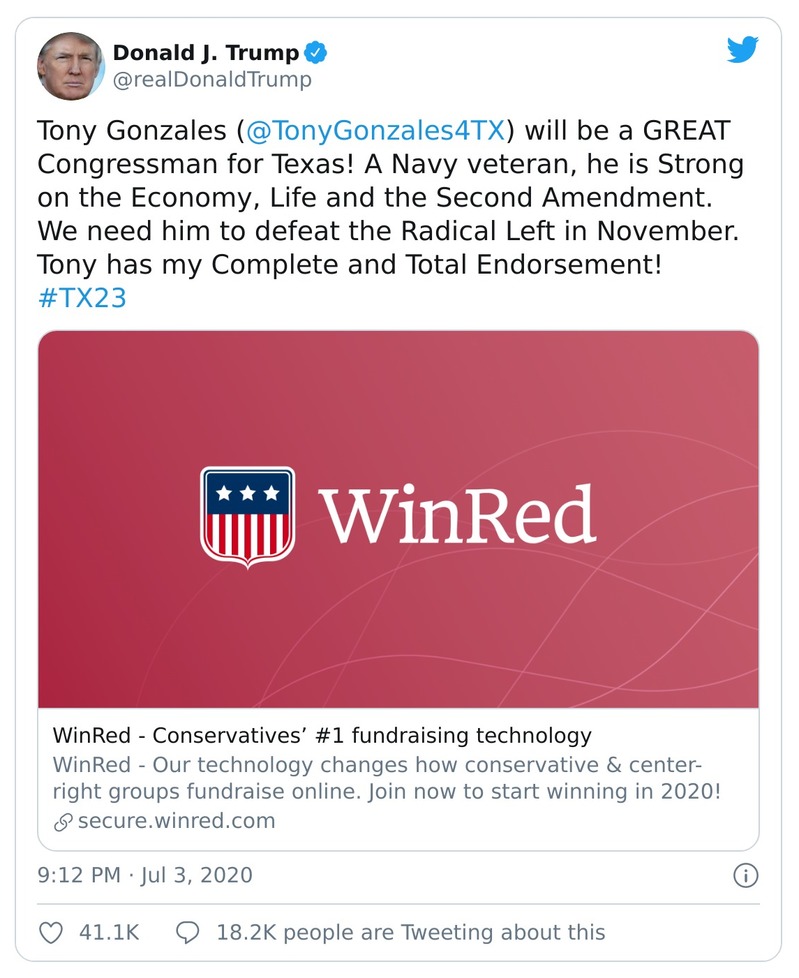 Donald J. Trump
@realDonaldTrump
Tony Gonzales (@TonyGonzales4TX) will be a GREAT
Congressman for Texas! A Navy veteran, he is Strong
on the Economy, Life and the Second Amendment.
We need him to defeat the Radical Left in November.
Tony has my Complete and Total Endorsement!
#TX23
WinRed
WinRed - Conservatives’ #1 fundraising technology
WinRed - Our technology changes how conservative & center-
right groups fundraise online. Join now to start winning in 2020!
secure.winred.com
9:12 PM · Jul 3, 2020
41.1K 18.2K people are Tweeting about this